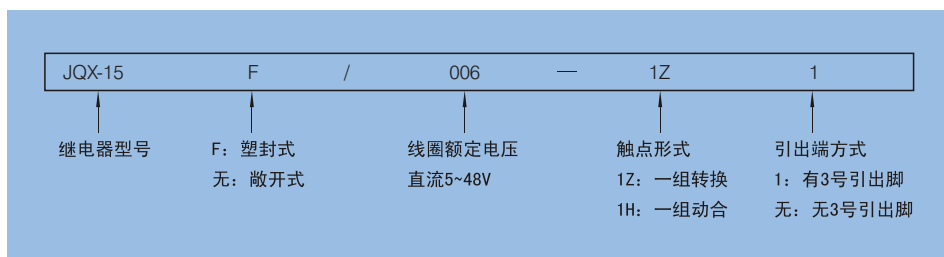 JQX-15 F / 006 — 1Z 1
继电器型号 F：塑封式 线圈额定电压 触点形式 引出端方式
无：敞开式 直流5~48V 1Z：一组转换 1：有3号引出脚
1H：一组动合 无：无3号引出脚